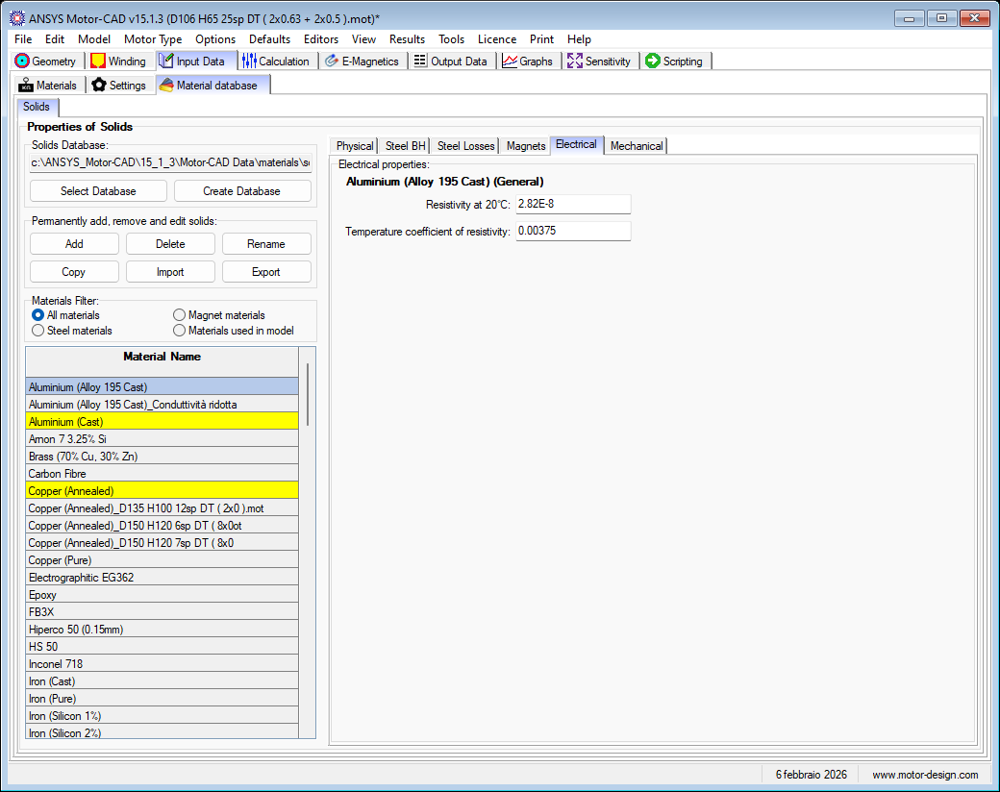 ANSYS Motor-CAD v15.1.3 (D106 H65 25sp DT ( 2x0.63 + 2x0.5 ).mot)*
File Edit Model Motor Type Options Defaults Editors View Results Tools Licence Print Help
Geometry Winding Input Data Calculation E-Magnetics Output Data Graphs Sensitivity Scripting
Materials Settings Material database
Solids
Properties of Solids
Solids Database:
c:\ANSYS_Motor-CAD\15_1_3\Motor-CAD Data\materials\s
Select Database Create Database
Permanently add, remove and edit solids:
Add Delete Rename
Copy Import Export
Materials Filter:
All materials Magnet materials
Steel materials Materials used in model
Material Name
Aluminium (Alloy 195 Cast)
Aluminium (Alloy 195 Cast)_Conduttività ridotta
Aluminium (Cast)
Arnon 7 3.25% Si
Brass (70% Cu, 30% Zn)
Carbon Fibre
Copper (Annealed)
Copper (Annealed)_D135 H100 12sp DT ( 2x0 ).mot
Copper (Annealed)_D150 H120 6sp DT ( 8x0ot
Copper (Annealed)_D150 H120 7sp DT ( 8x0
Copper (Pure)
Electrographitic EG362
Epoxy
FB3X
Hiperco 50 (0.15mm)
HS 50
Inconel 718
Iron (Cast)
Iron (Pure)
Iron (Silicon 1%)
Iron (Silicon 2%)
Physical Steel BH Steel Losses Magnets Electrical Mechanical
Electrical properties:
Aluminium (Alloy 195 Cast) (General)
Resistivity at 20°C: 2.82E-8
Temperature coefficient of resistivity: 0.00375
6 febbraio 2026 www.motor-design.com